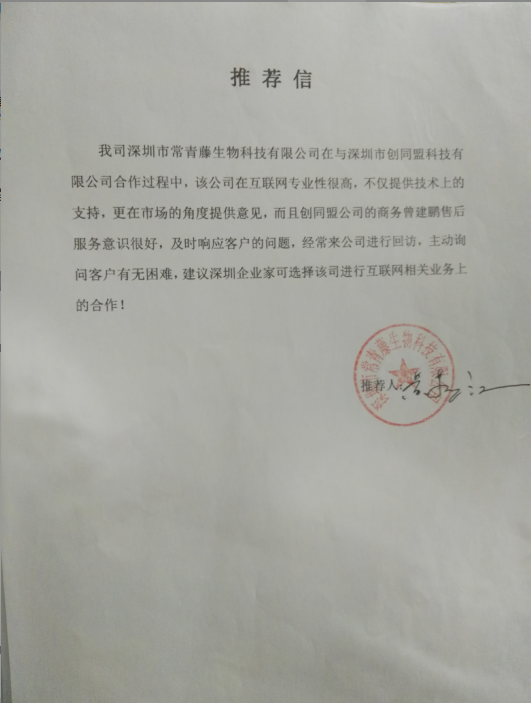 推荐信
我司深圳市常青藤生物科技有限公司在与深圳市创同盟科技有
限公司合作过程中，该公司在互联网专业性很高，不仅提供技术上的
支持，更在市场的角度提供意见，而且创同盟公司的商务曾建鹏售后
服务意识很好，及时响应客户的问题，经常来公司进行回访，主动询
问客户有无困难，建议深圳企业家可选择该司进行互联网相关业务上
的合作！
市常青藤生物科技有限公司
推荐人：